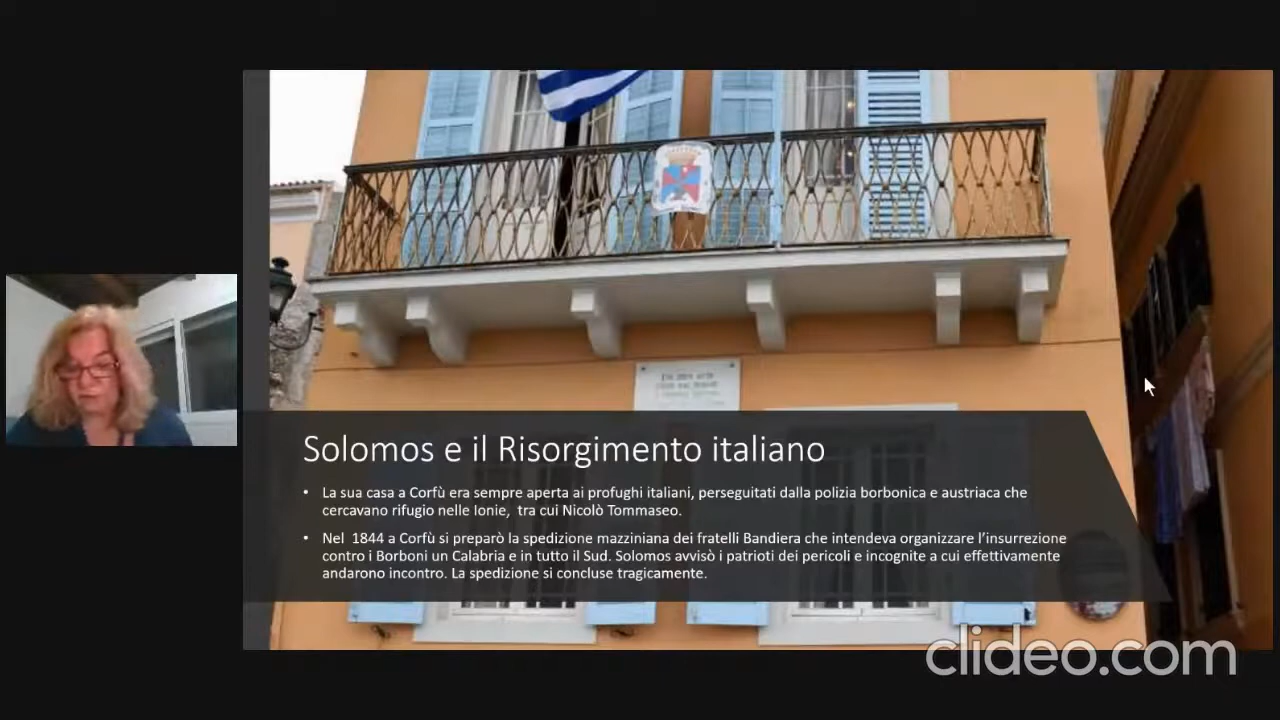 Solomos e il Risorgimento italiano
• La sua casa a Corfù era sempre aperta ai profughi italiani, perseguitati dalla polizia borbonica e austriaca che
cercavano rifugio nelle Ionie, tra cui Nicolò Tommaseo.
• Nel 1844 a Corfù si preparò la spedizione mazziniana dei fratelli Bandiera che intendeva organizzare l'insurrezione
contro i Borboni un Calabria e in tutto il Sud. Solomos avvisò i patrioti dei pericoli e incognite a cui effettivamente
andarono incontro. La spedizione si concluse tragicamente.
clideo.com